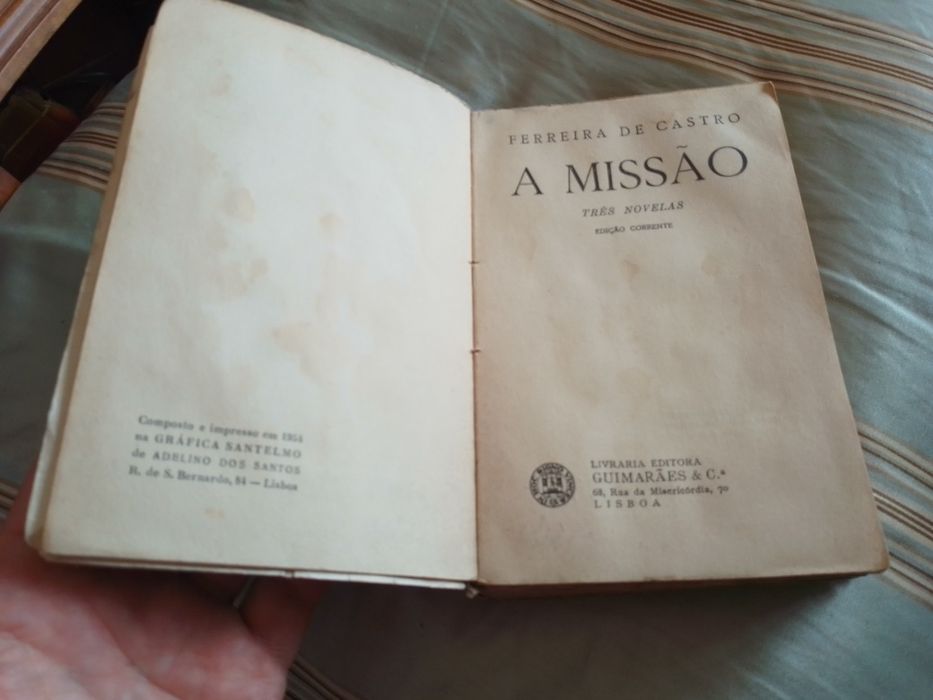 Composto e impresso em 1954
na GRÁFICA SANTELMO
de ADELINO DOS SANTOS
R. de S. Bernardo, 84 — Lisboa
FERREIRA DE CASTRO
A MISSÃO
TRÊS NOVELAS
EDIÇÃO CORRENTE
LIVRARIA EDITORA
GUIMARÃES & C.ª
68, Rua da Misericórdia, 70
LISBOA